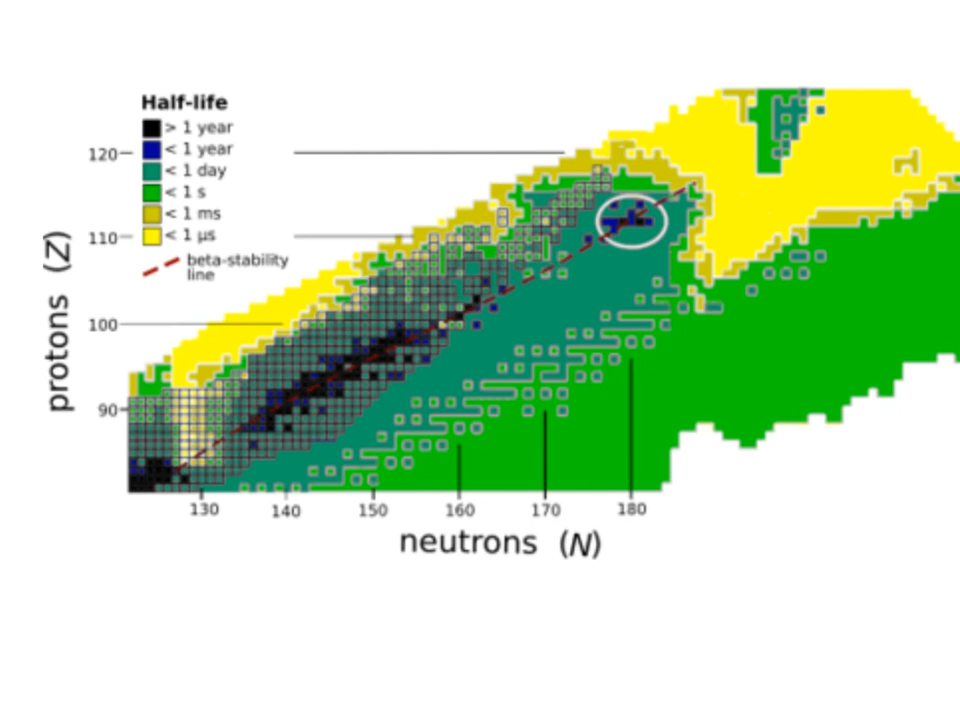 Half-life
> 1 year
< 1 year
< 1 day
< 1 s
< 1 ms
< 1 µs
beta-stability
line
120
110
100
90
protons (Z)
130 140 150 160 170 180
neutrons (N)